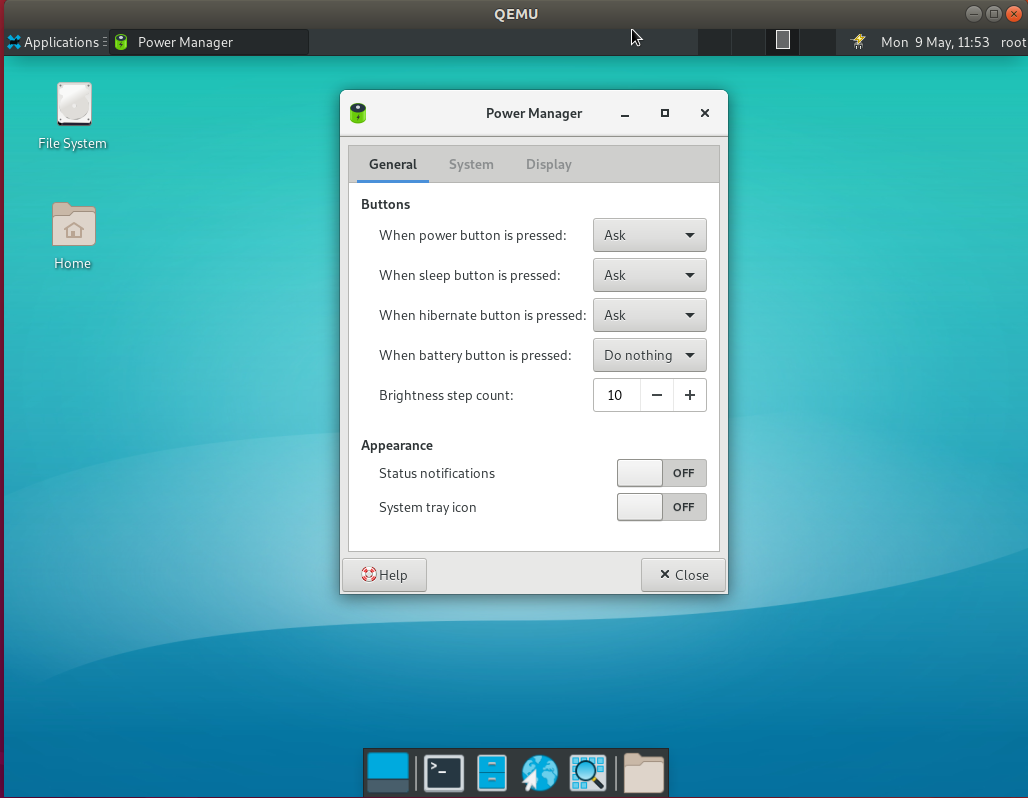 QEMU
Applications
Power Manager
Mon 9 May, 11:53
root
File System
Home
Power Manager
General
System
Display
Buttons
When power button is pressed: Ask
When sleep button is pressed: Ask
When hibernate button is pressed: Ask
When battery button is pressed: Do nothing
Brightness step count: 10
Appearance
Status notifications OFF
System tray icon OFF
Help
Close
>_